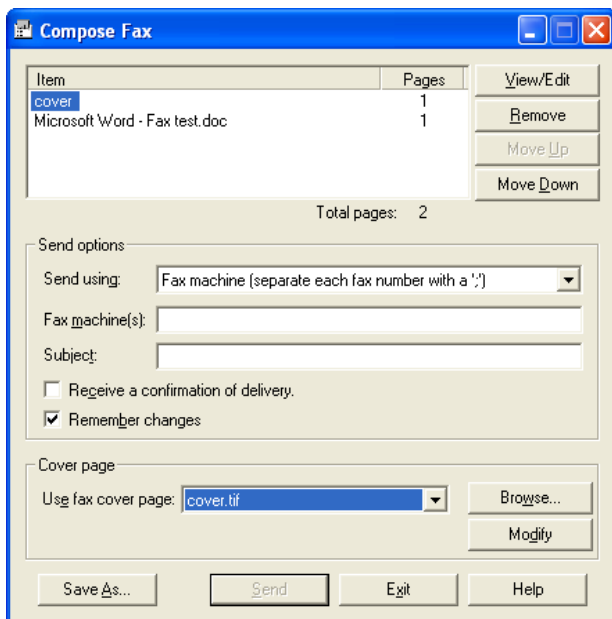 Compose Fax
Item Pages
cover 1
Microsoft Word - Fax test.doc 1
View/Edit
Remove
Move Up
Move Down
Total pages: 2
Send options
Send using: Fax machine (separate each fax number with a ';')
Fax machine(s):
Subject:
Receive a confirmation of delivery.
Remember changes
Cover page
Use fax cover page: cover.tif
Browse...
Modify
Save As... Send Exit Help